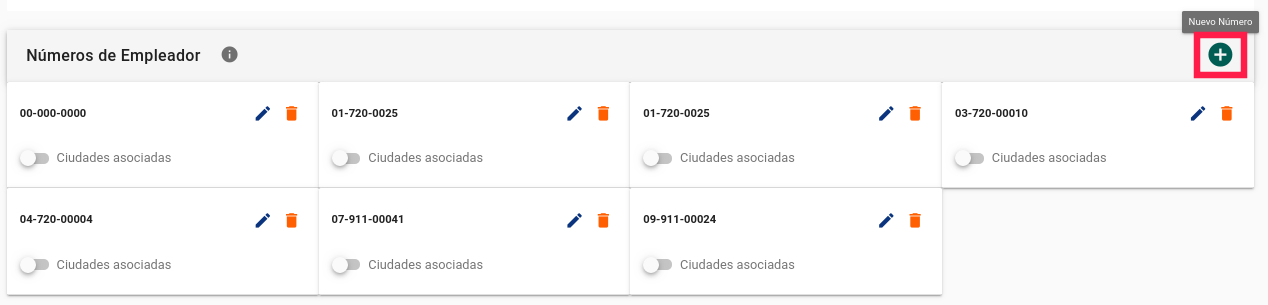 Nuevo Número
Números de Empleador
00-000-0000
01-720-0025
01-720-0025
03-720-00010
Ciudades asociadas
Ciudades asociadas
Ciudades asociadas
Ciudades asociadas
04-720-00004
07-911-00041
09-911-00024
Ciudades asociadas
Ciudades asociadas
Ciudades asociadas